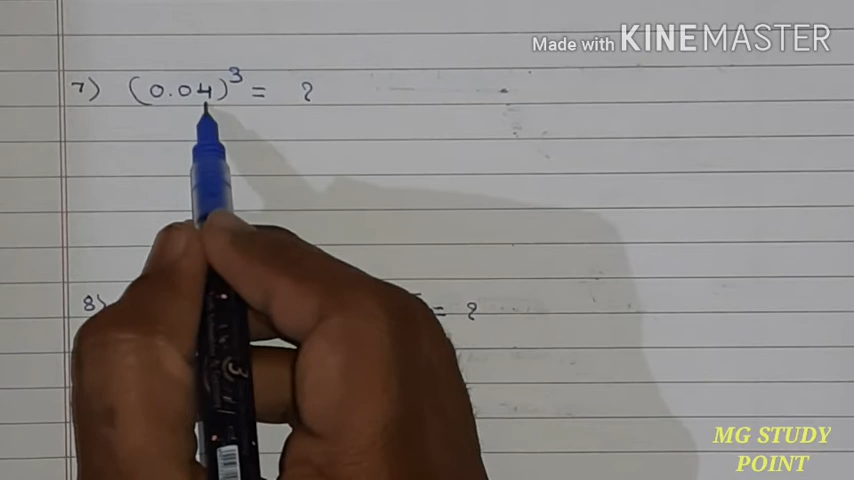 Made with KINEMASTER
7) (0.04)³ = ?
8) = ?
MG STUDY
POINT